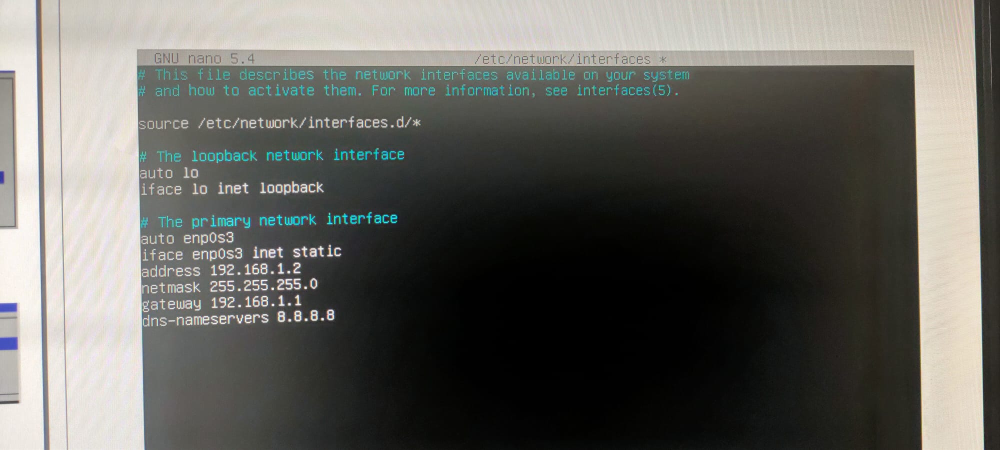 GNU nano 5.4 /etc/network/interfaces *
# This file describes the network interfaces available on your system
# and how to activate them. For more information, see interfaces(5).
source /etc/network/interfaces.d/*
# The loopback network interface
auto lo
iface lo inet loopback
# The primary network interface
auto enp0s3
iface enp0s3 inet static
address 192.168.1.2
netmask 255.255.255.0
gateway 192.168.1.1
dns-nameservers 8.8.8.8